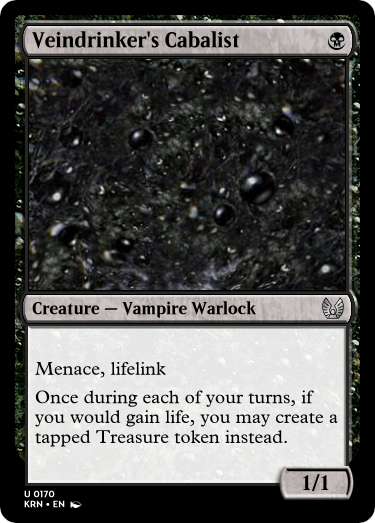 Veindrinker's Cabalist
Creature — Vampire Warlock
Menace, lifelink
Once during each of your turns, if
you would gain life, you may create a
tapped Treasure token instead.
1/1
U 0170
KRN • EN